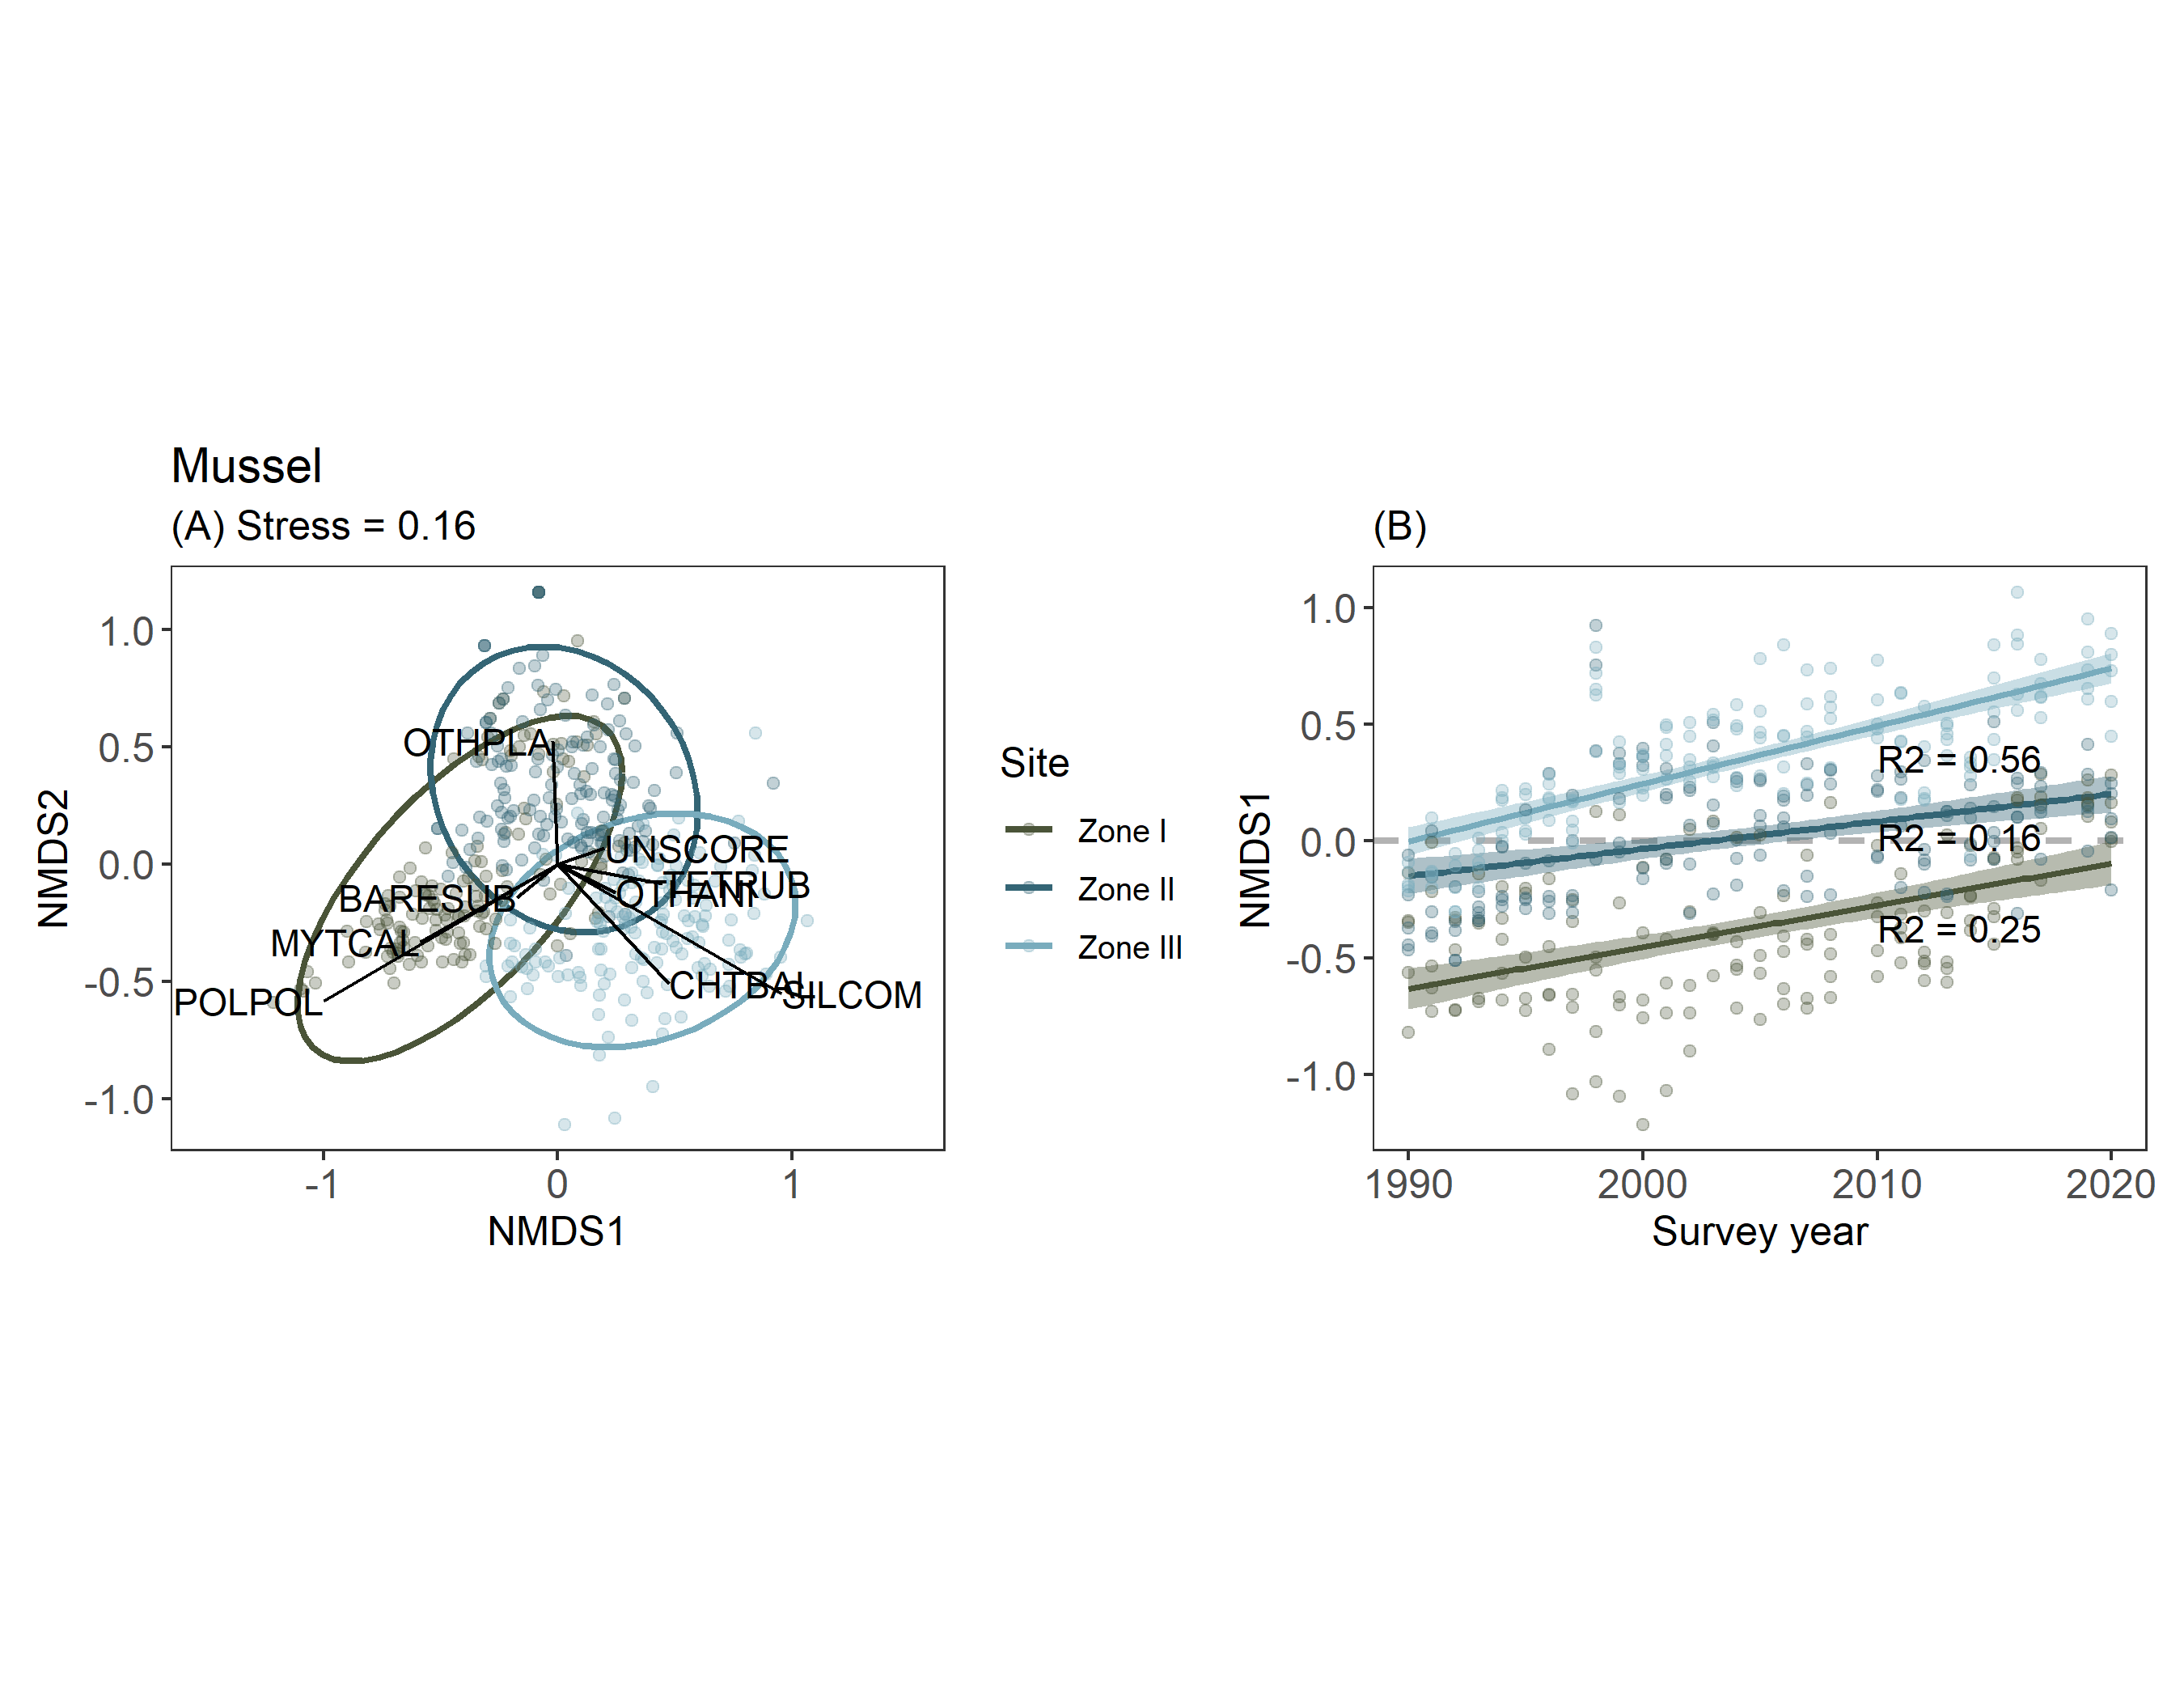 Mussel
(A) Stress = 0.16
1.0
0.5
0.0
-0.5
-1.0
NMDS2
OTHPLA
UNSCORE
TETRUB
OTHANI
BARESUB
MYTCAL
POLPOL
CHTBAL
SILCOM
-1
0
1
NMDS1
Site
Zone I
Zone II
Zone III
(B)
1.0
0.5
0.0
-0.5
-1.0
NMDS1
R2 = 0.56
R2 = 0.16
R2 = 0.25
1990
2000
2010
2020
Survey year